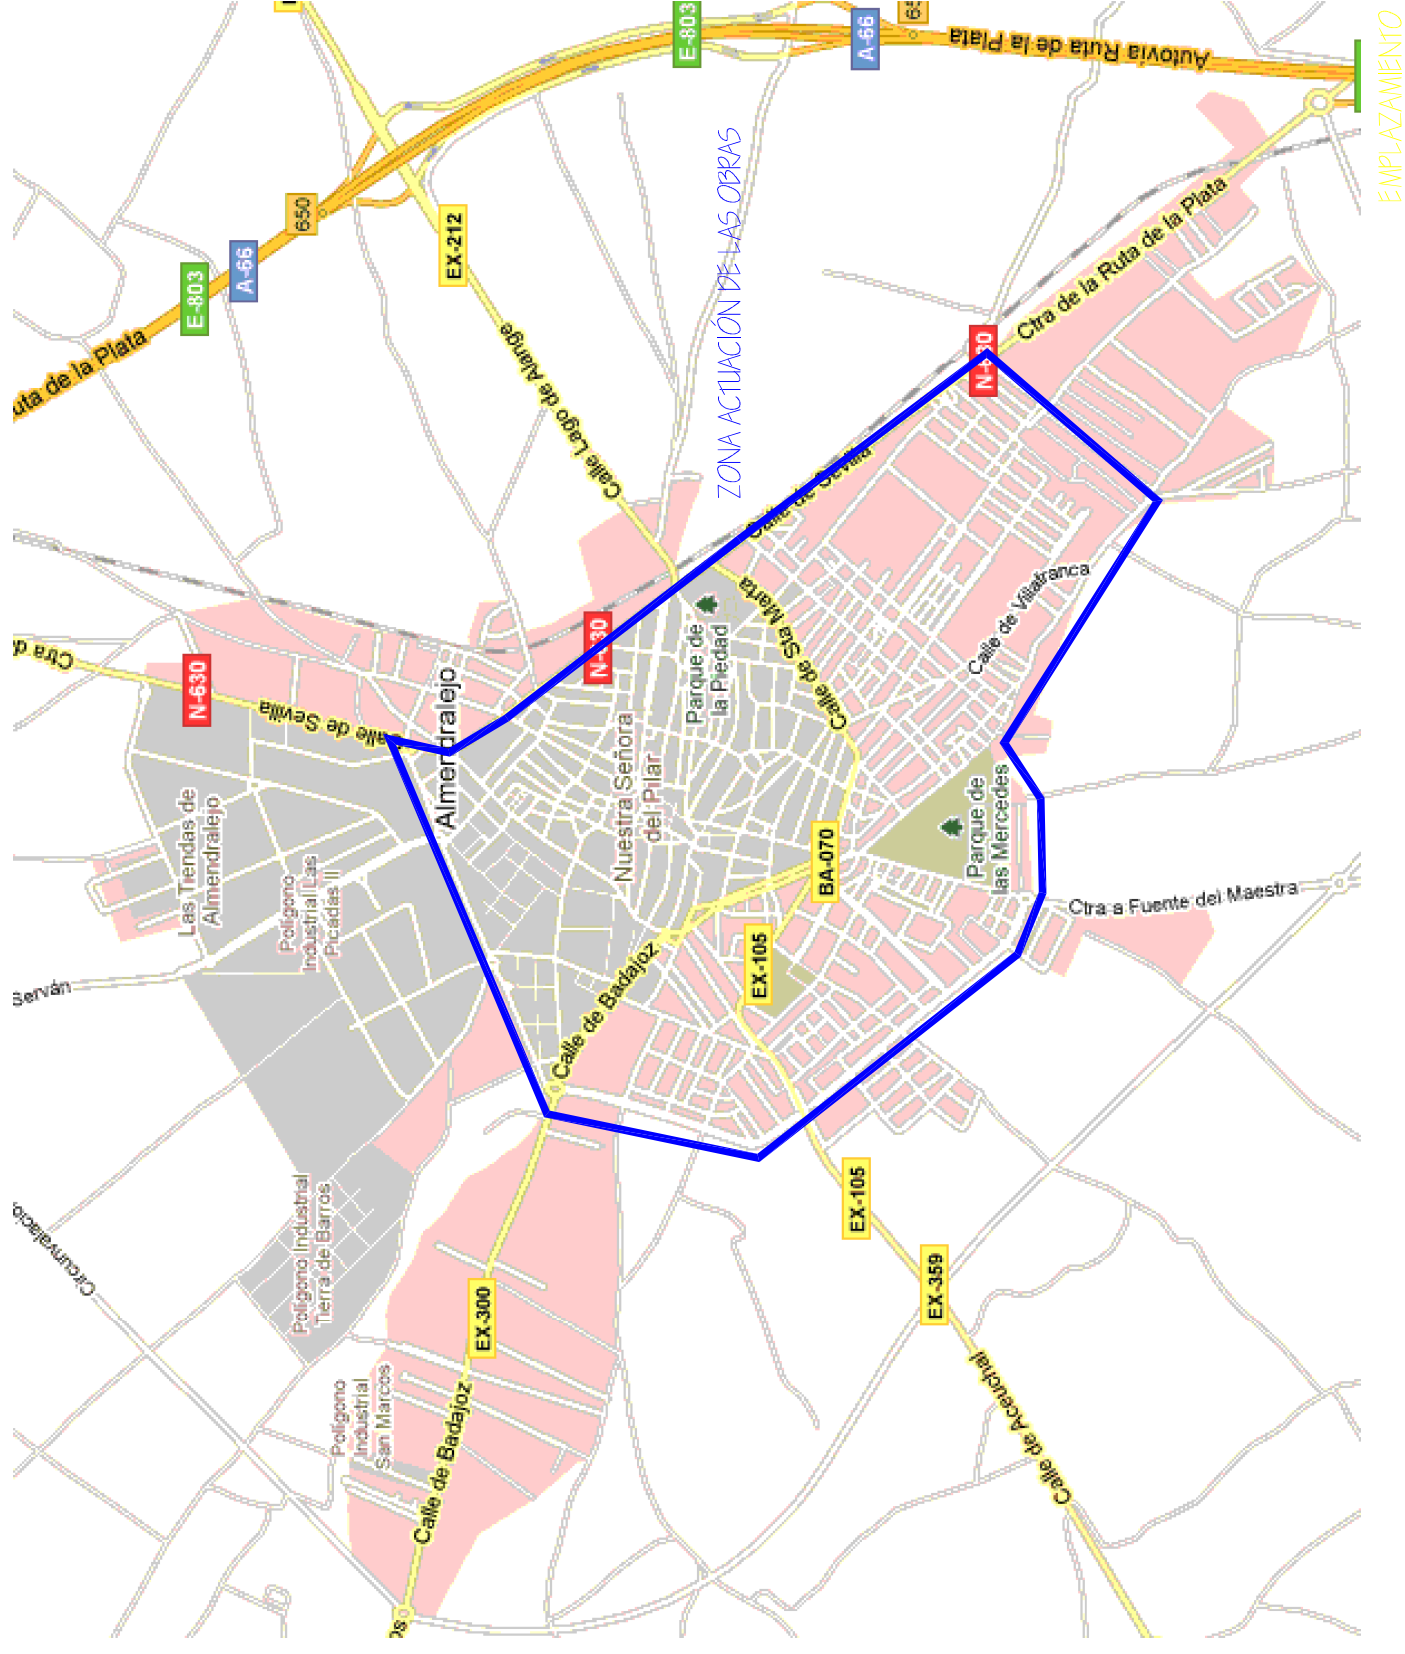 EMPLAZAMIENTO
ZONA ACTUACIÓN DE LAS OBRAS
uta de la Plata
E-803
A-66
650
EX-212
E-803
A-66
Autovía Ruta de la Plata
Calle Lago de Alange
N-630
Ctra de la Ruta de la Plata
Calle de Sevilla
N-630
Ctra d
N-630
Calle de Sevilla
Almendralejo
Parque de
la Piedad
Calle de Sta Marta
Calle de Villafranca
Nuestra Señora
del Pilar
Las Tiendas de
Almendralejo
Polígono
Industrial Las
Picadas II
Serván
BA-070
Parque de
las Mercedes
Ctra a Fuente del Maestra
EX-105
Calle de Badajoz
Polígono Industrial
Tierra de Barros
Circunvalació
EX-300
EX-105
EX-359
Polígono
Industrial
San Marcos
Calle de Badajoz
Calle de Aceuchal
os